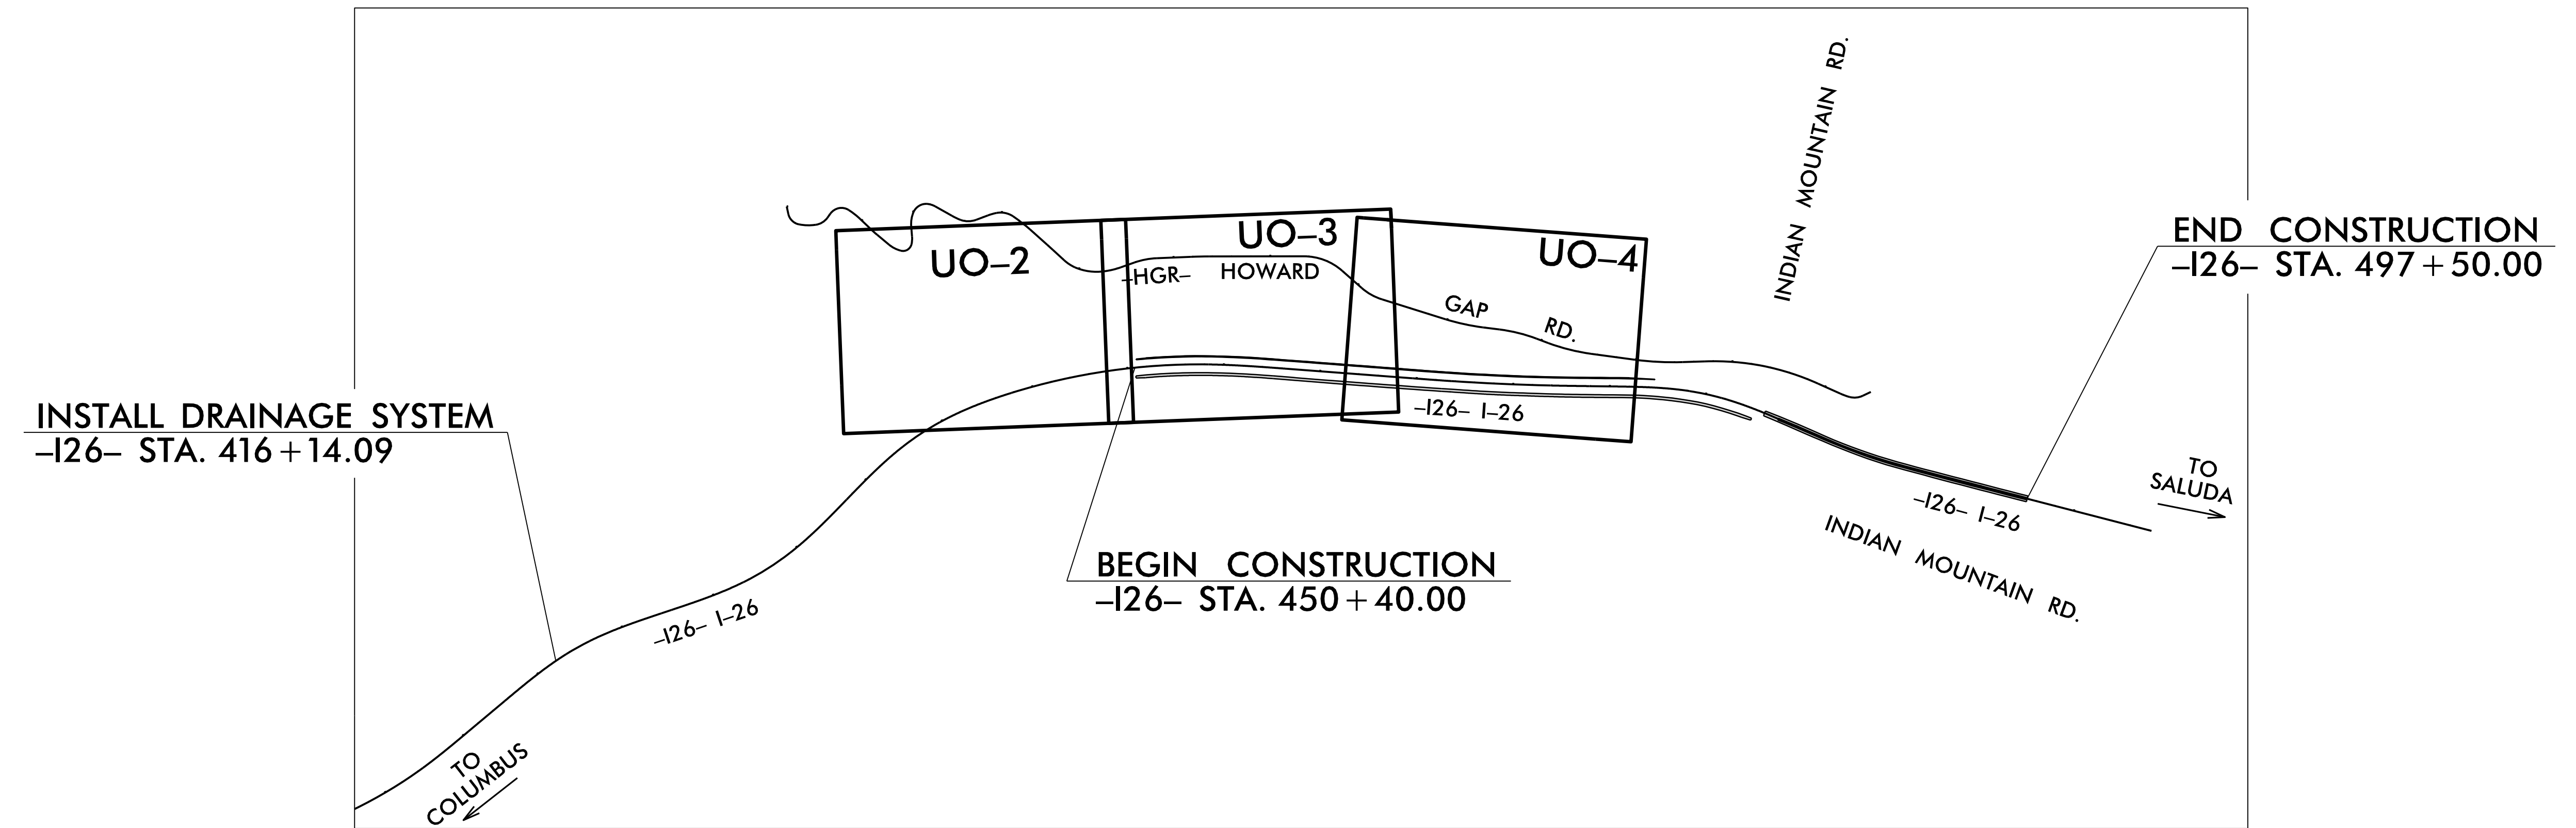 INDIAN MOUNTAIN RD.
UO–2
UO–3
UO–4
–HGR– HOWARD GAP RD.
END CONSTRUCTION
–I26– STA. 497+50.00
INSTALL DRAINAGE SYSTEM
–I26– STA. 416+14.09
–I26– I–26
TO
SALUDA
–I26– I–26
INDIAN MOUNTAIN RD.
BEGIN CONSTRUCTION
–I26– STA. 450+40.00
–I26– I–26
TO
COLUMBUS